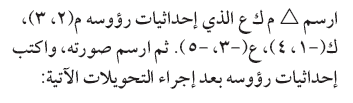 ارسم △ م ك ع الذي إحداثيات رؤوسه م(٢، ٣)،
ك(-١، ٤)، ع(-٣، -٥). ثم ارسم صورته، واكتب
إحداثيات رؤوسه بعد إجراء التحويلات الآتية: